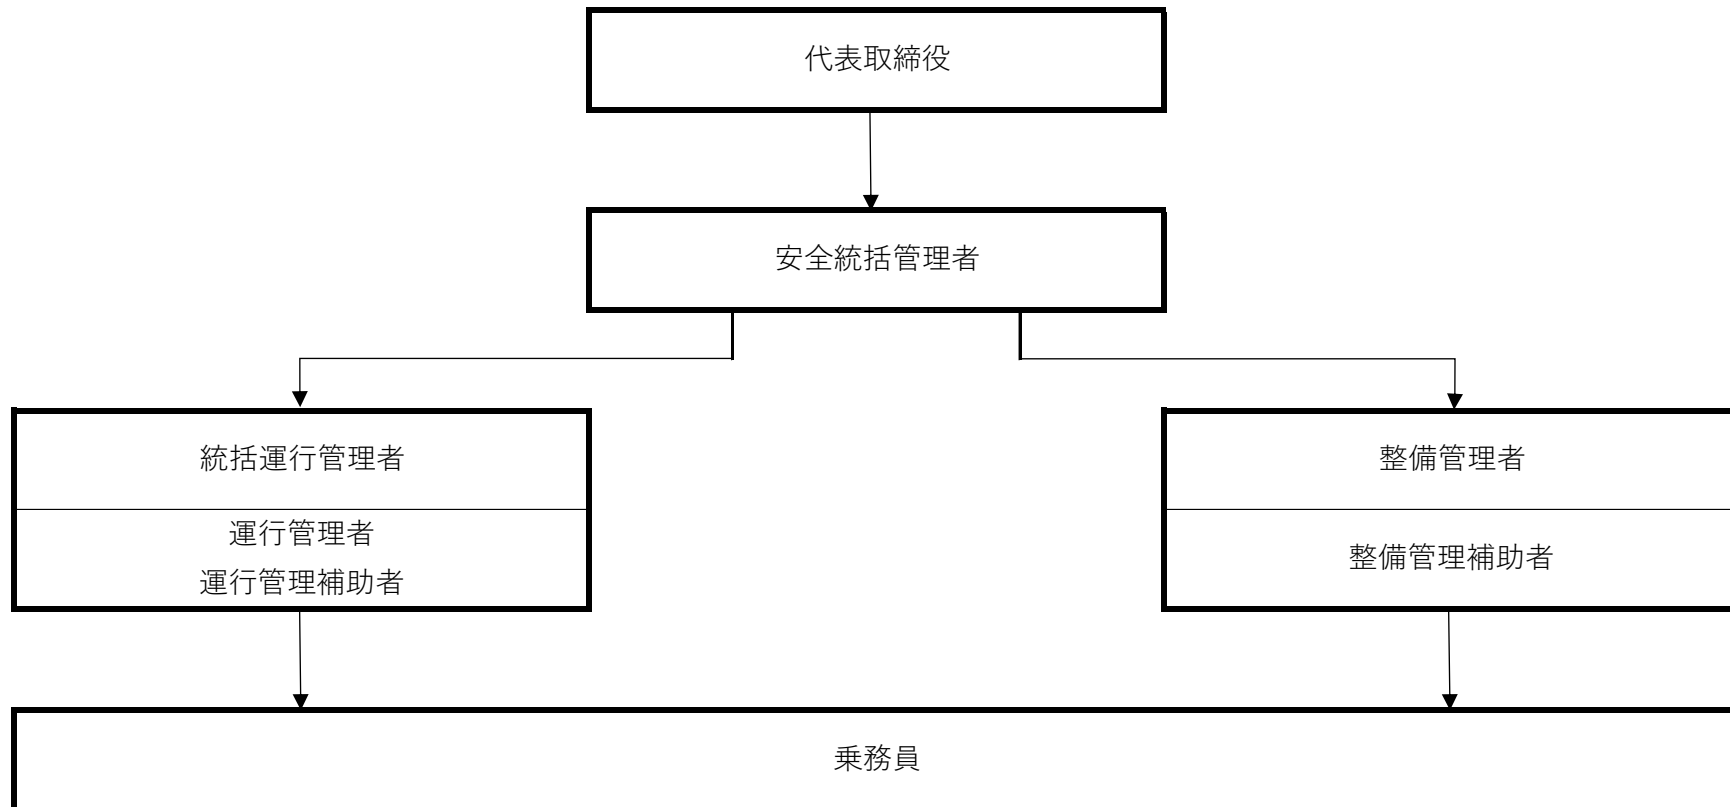 代表取締役
安全統括管理者
統括運行管理者
運行管理者
運行管理補助者
整備管理者
整備管理補助者
乗務員